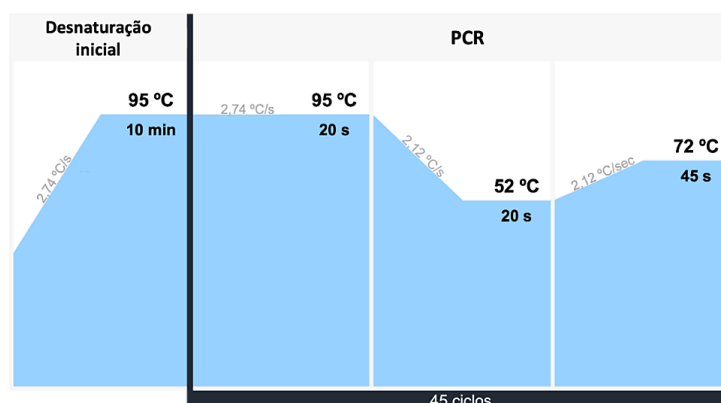 Desnaturação
inicial
PCR
95 ºC
10 min
2,74 ºC/s
2,74 ºC/s
95 ºC
20 s
2,12 ºC/s
52 ºC
20 s
2,12 ºC/sec
72 ºC
45 s
45 ciclos